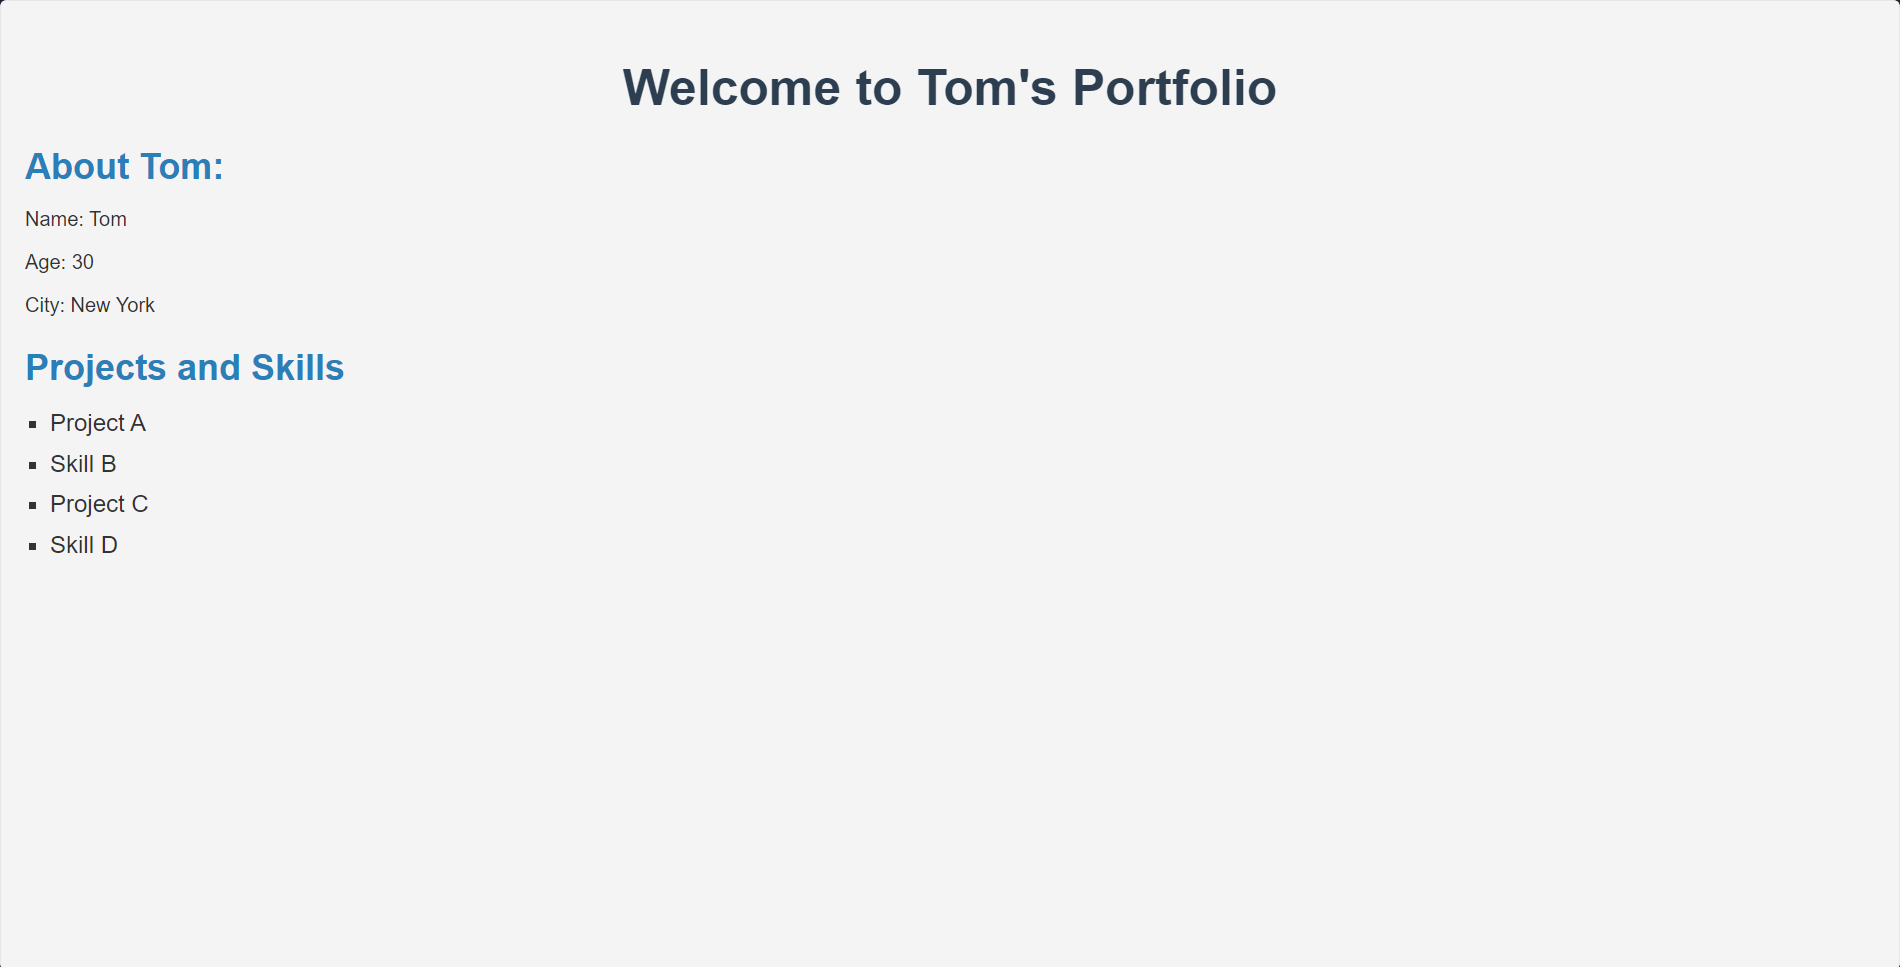 Welcome to Tom's Portfolio
About Tom:
Name: Tom
Age: 30
City: New York
Projects and Skills
Project A
Skill B
Project C
Skill D